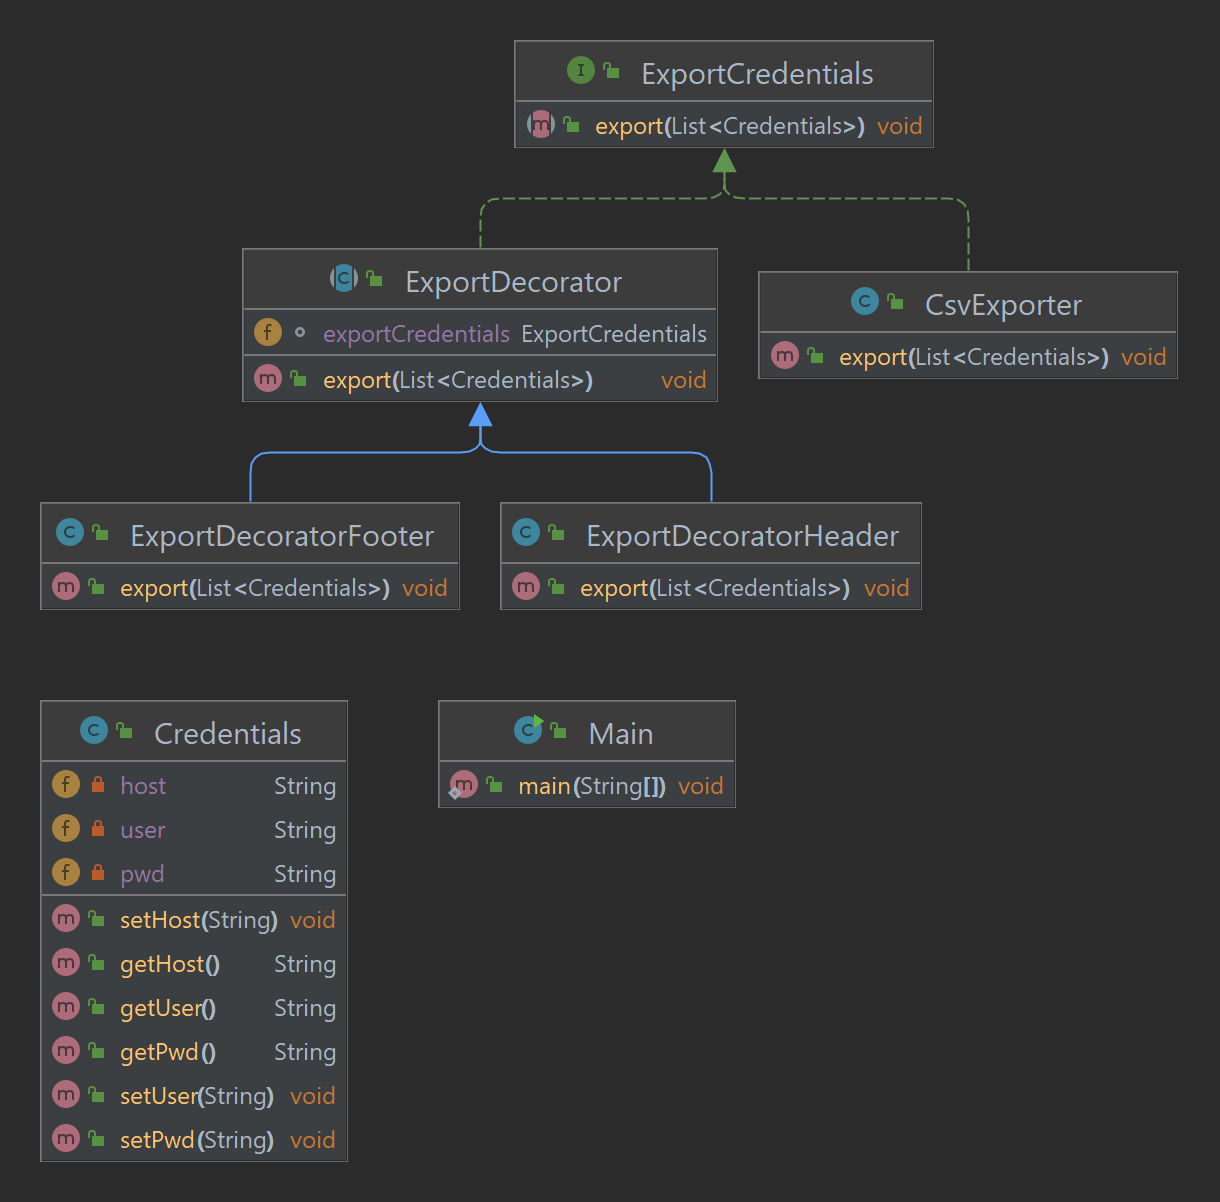 I ExportCredentials
m export(List<Credentials>) void
C ExportDecorator
f exportCredentials ExportCredentials
m export(List<Credentials>) void
C CsvExporter
m export(List<Credentials>) void
C ExportDecoratorFooter
m export(List<Credentials>) void
C ExportDecoratorHeader
m export(List<Credentials>) void
C Credentials
f host String
f user String
f pwd String
m setHost(String) void
m getHost() String
m getUser() String
m getPwd() String
m setUser(String) void
m setPwd(String) void
C Main
m main(String[]) void